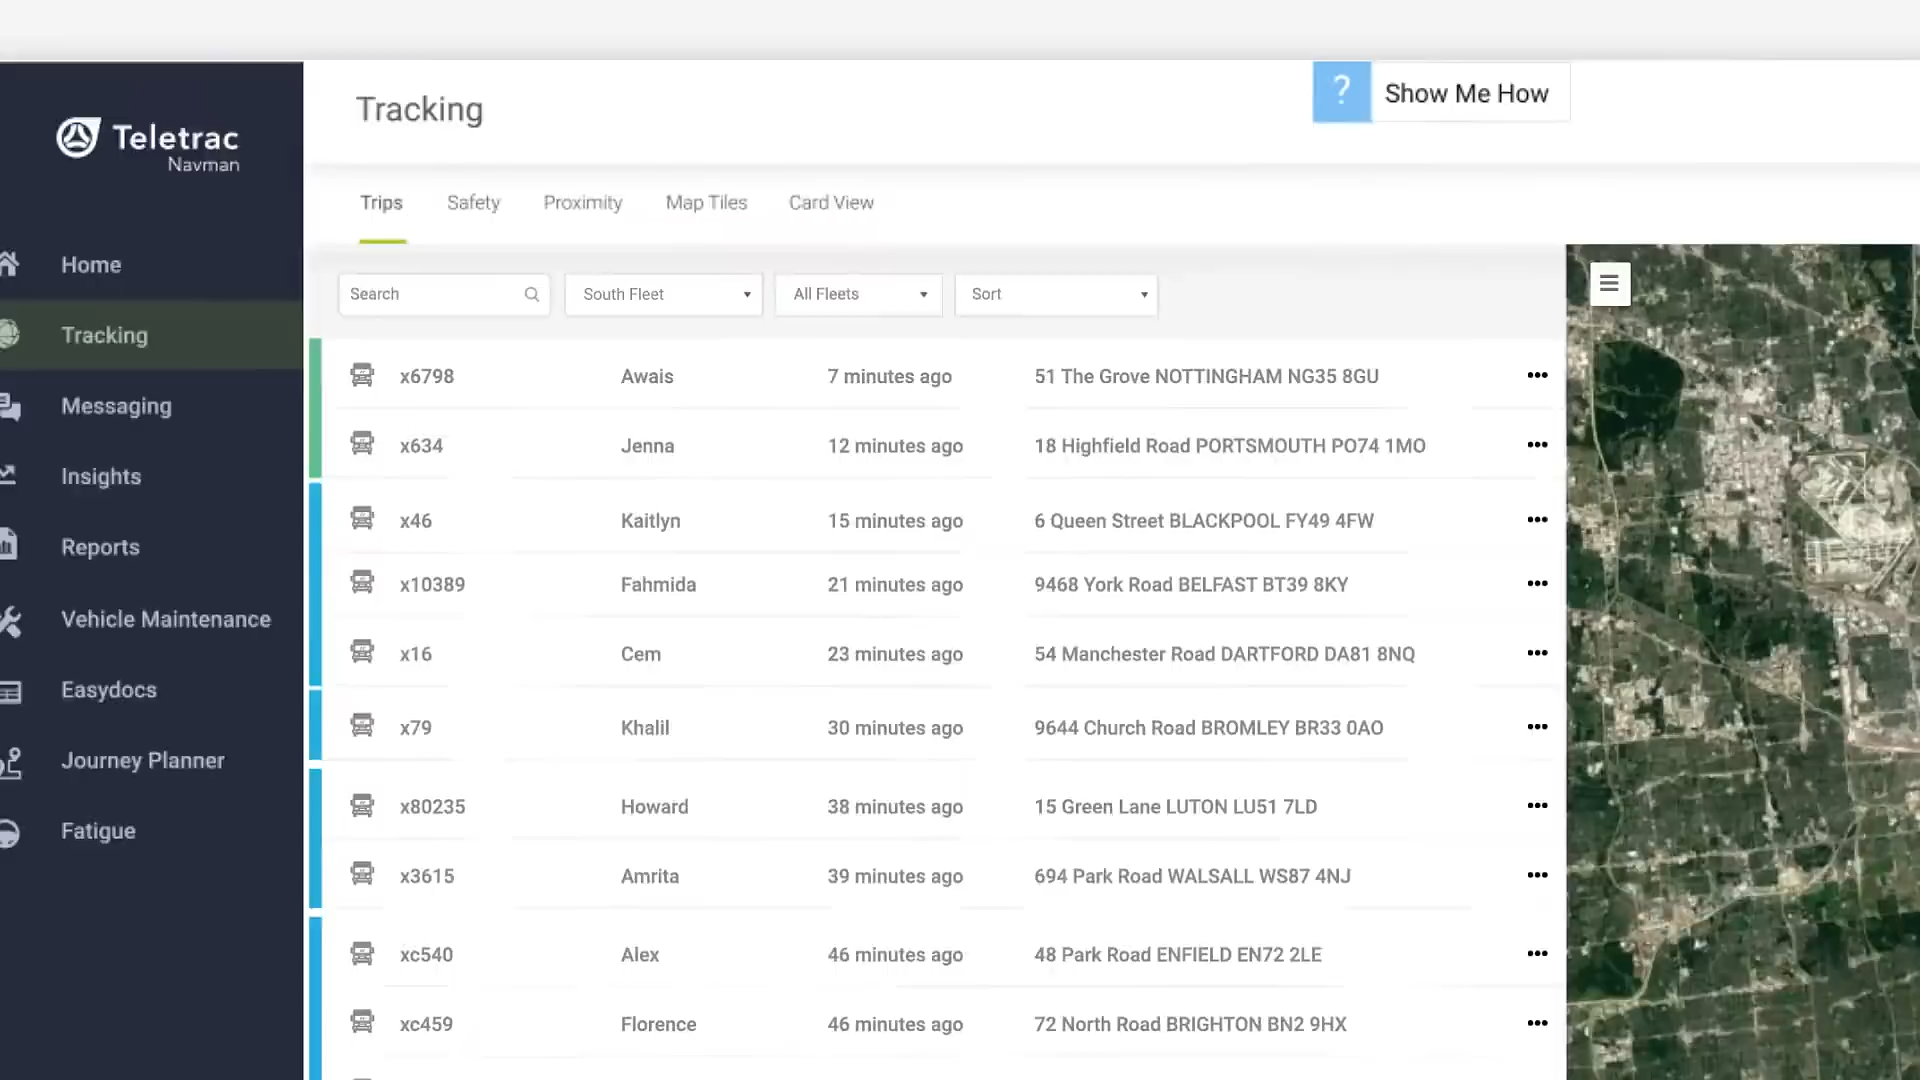 Tracking
? Show Me How
Teletrac
Navman
Trips Safety Proximity Map Tiles Card View
Home
Tracking
Messaging
Insights
Reports
Vehicle Maintenance
Easydocs
Journey Planner
Fatigue
Search South Fleet All Fleets Sort
x6798 Awais 7 minutes ago 51 The Grove NOTTINGHAM NG35 8GU
x634 Jenna 12 minutes ago 18 Highfield Road PORTSMOUTH PO74 1MO
x46 Kaitlyn 15 minutes ago 6 Queen Street BLACKPOOL FY49 4FW
x10389 Fahmida 21 minutes ago 9468 York Road BELFAST BT39 8KY
x16 Cem 23 minutes ago 54 Manchester Road DARTFORD DA81 8NQ
x79 Khalil 30 minutes ago 9644 Church Road BROMLEY BR33 0AO
x80235 Howard 38 minutes ago 15 Green Lane LUTON LU51 7LD
x3615 Amrita 39 minutes ago 694 Park Road WALSALL WS87 4NJ
xc540 Alex 46 minutes ago 48 Park Road ENFIELD EN72 2LE
xc459 Florence 46 minutes ago 72 North Road BRIGHTON BN2 9HX